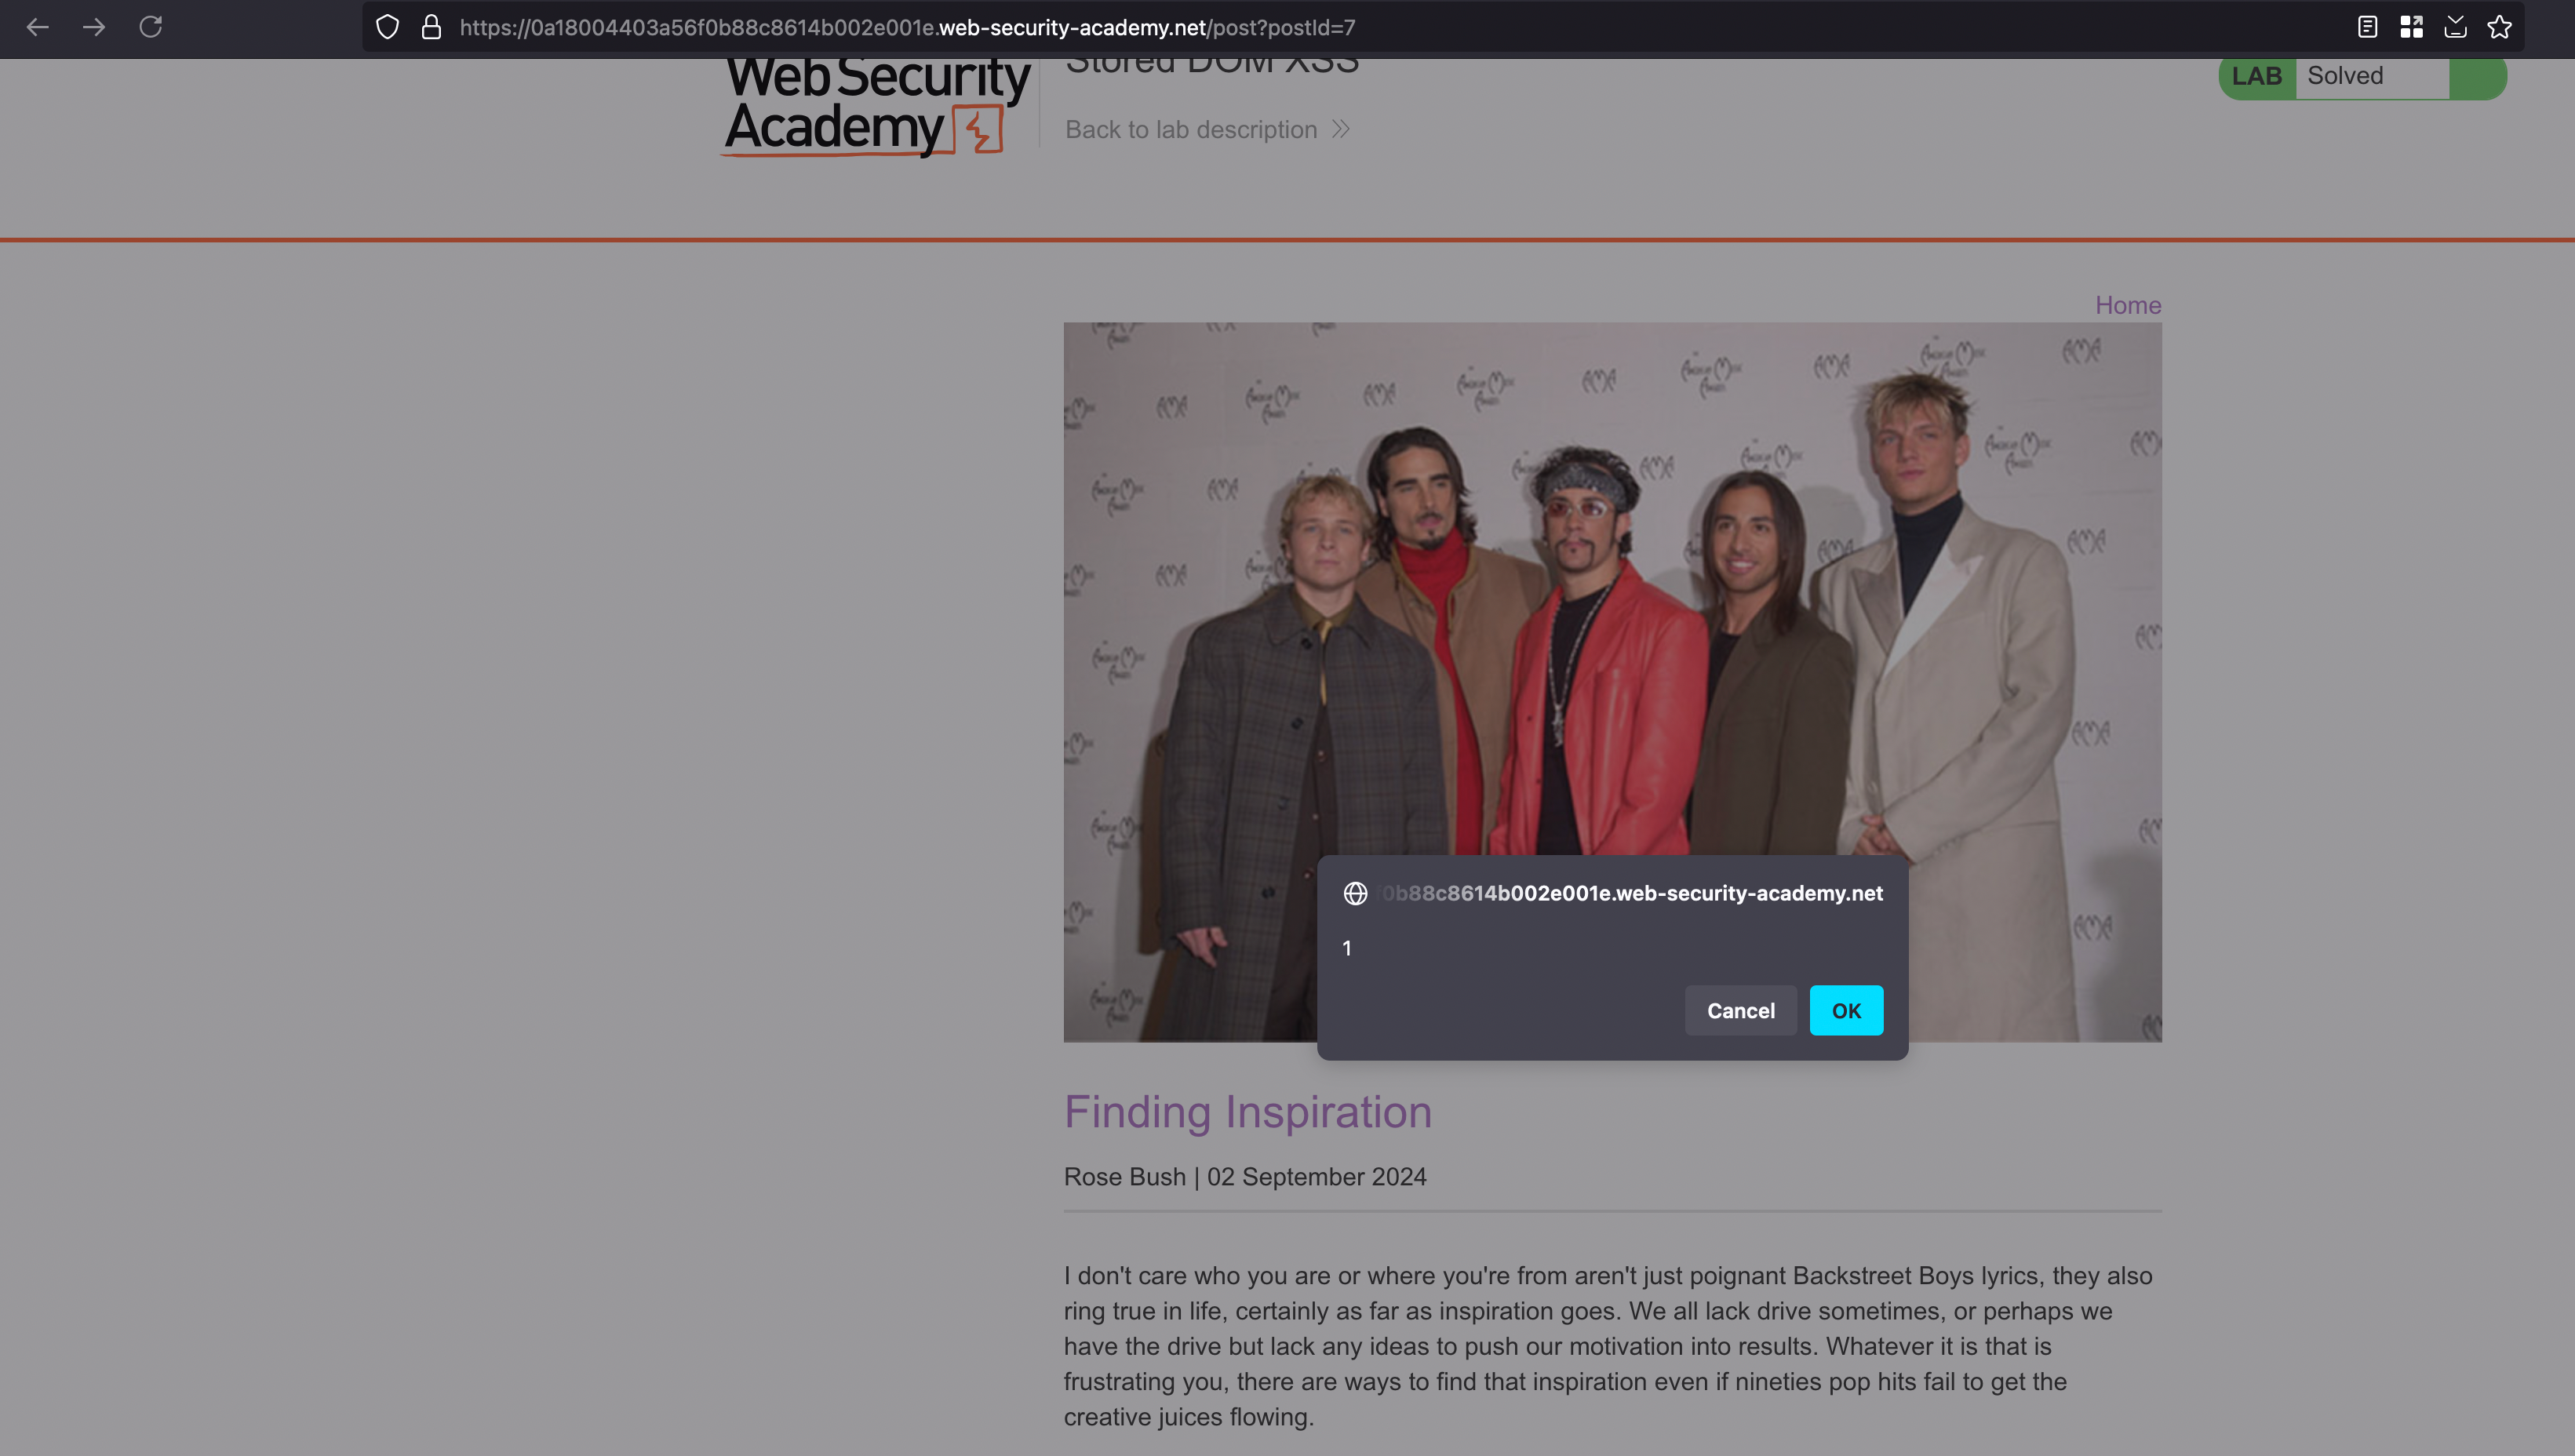 https://0a18004403a56f0b88c8614b002e001e.web-security-academy.net/post?postId=7
Web Security
Academy
Stored DOM XSS
Back to lab description
LAB Solved
Home
0b88c8614b002e001e.web-security-academy.net
1
Cancel OK
Finding Inspiration
Rose Bush | 02 September 2024
I don't care who you are or where you're from aren't just poignant Backstreet Boys lyrics, they also
ring true in life, certainly as far as inspiration goes. We all lack drive sometimes, or perhaps we
have the drive but lack any ideas to push our motivation into results. Whatever it is that is
frustrating you, there are ways to find that inspiration even if nineties pop hits fail to get the
creative juices flowing.